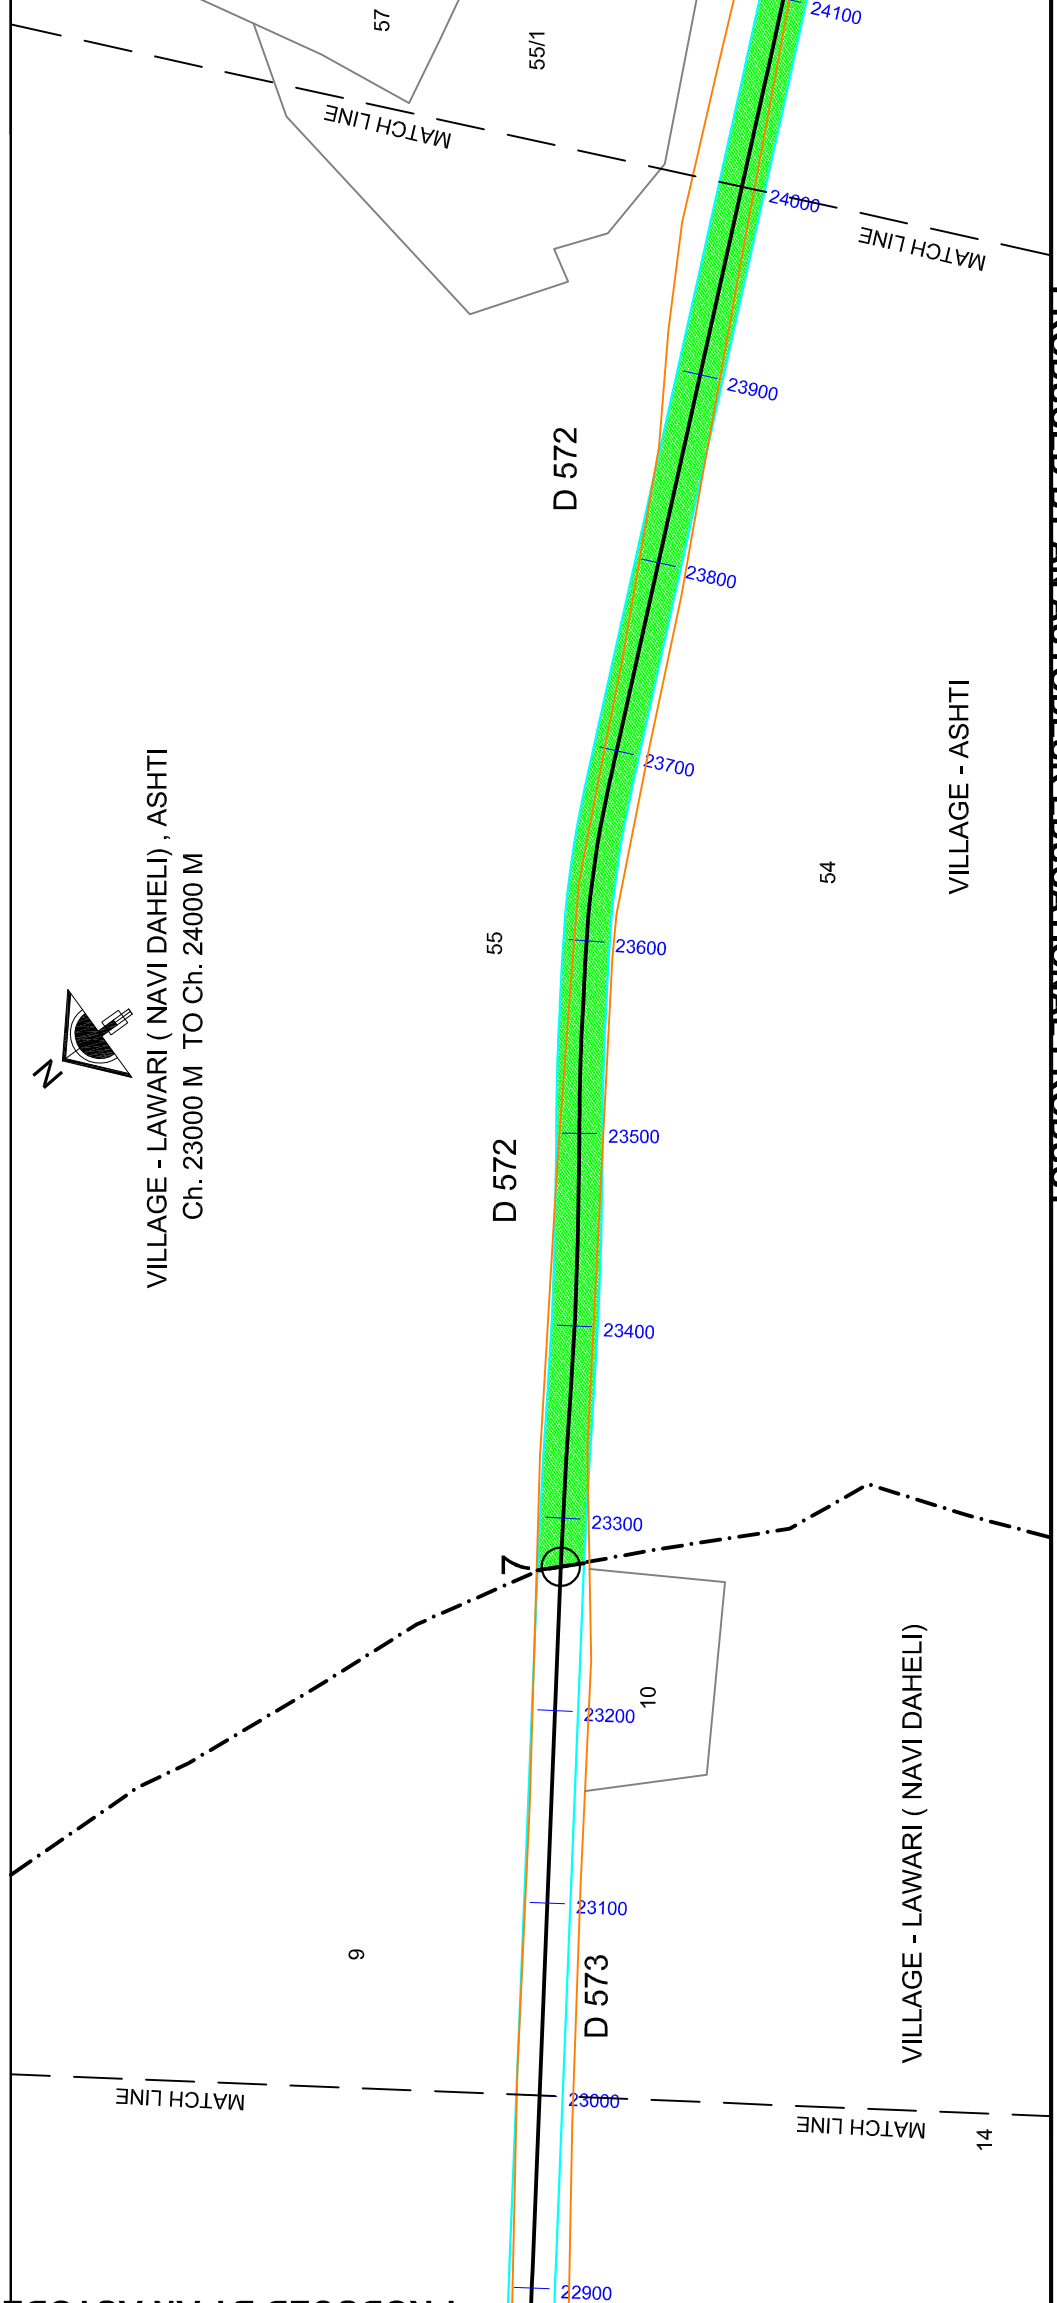 57
55/1
24100
MATCH LINE
24000
MATCH LINE
23900
D 572
23800
VILLAGE - ASHTI
23700
VILLAGE - LAWARI ( NAVI DAHELI) , ASHTI
Ch. 23000 M TO Ch. 24000 M
54
55
23600
N
23500
D 572
23400
23300
7
10
23200
VILLAGE - LAWARI ( NAVI DAHELI)
23100
9
D 573
MATCH LINE
23000
MATCH LINE
14
22900